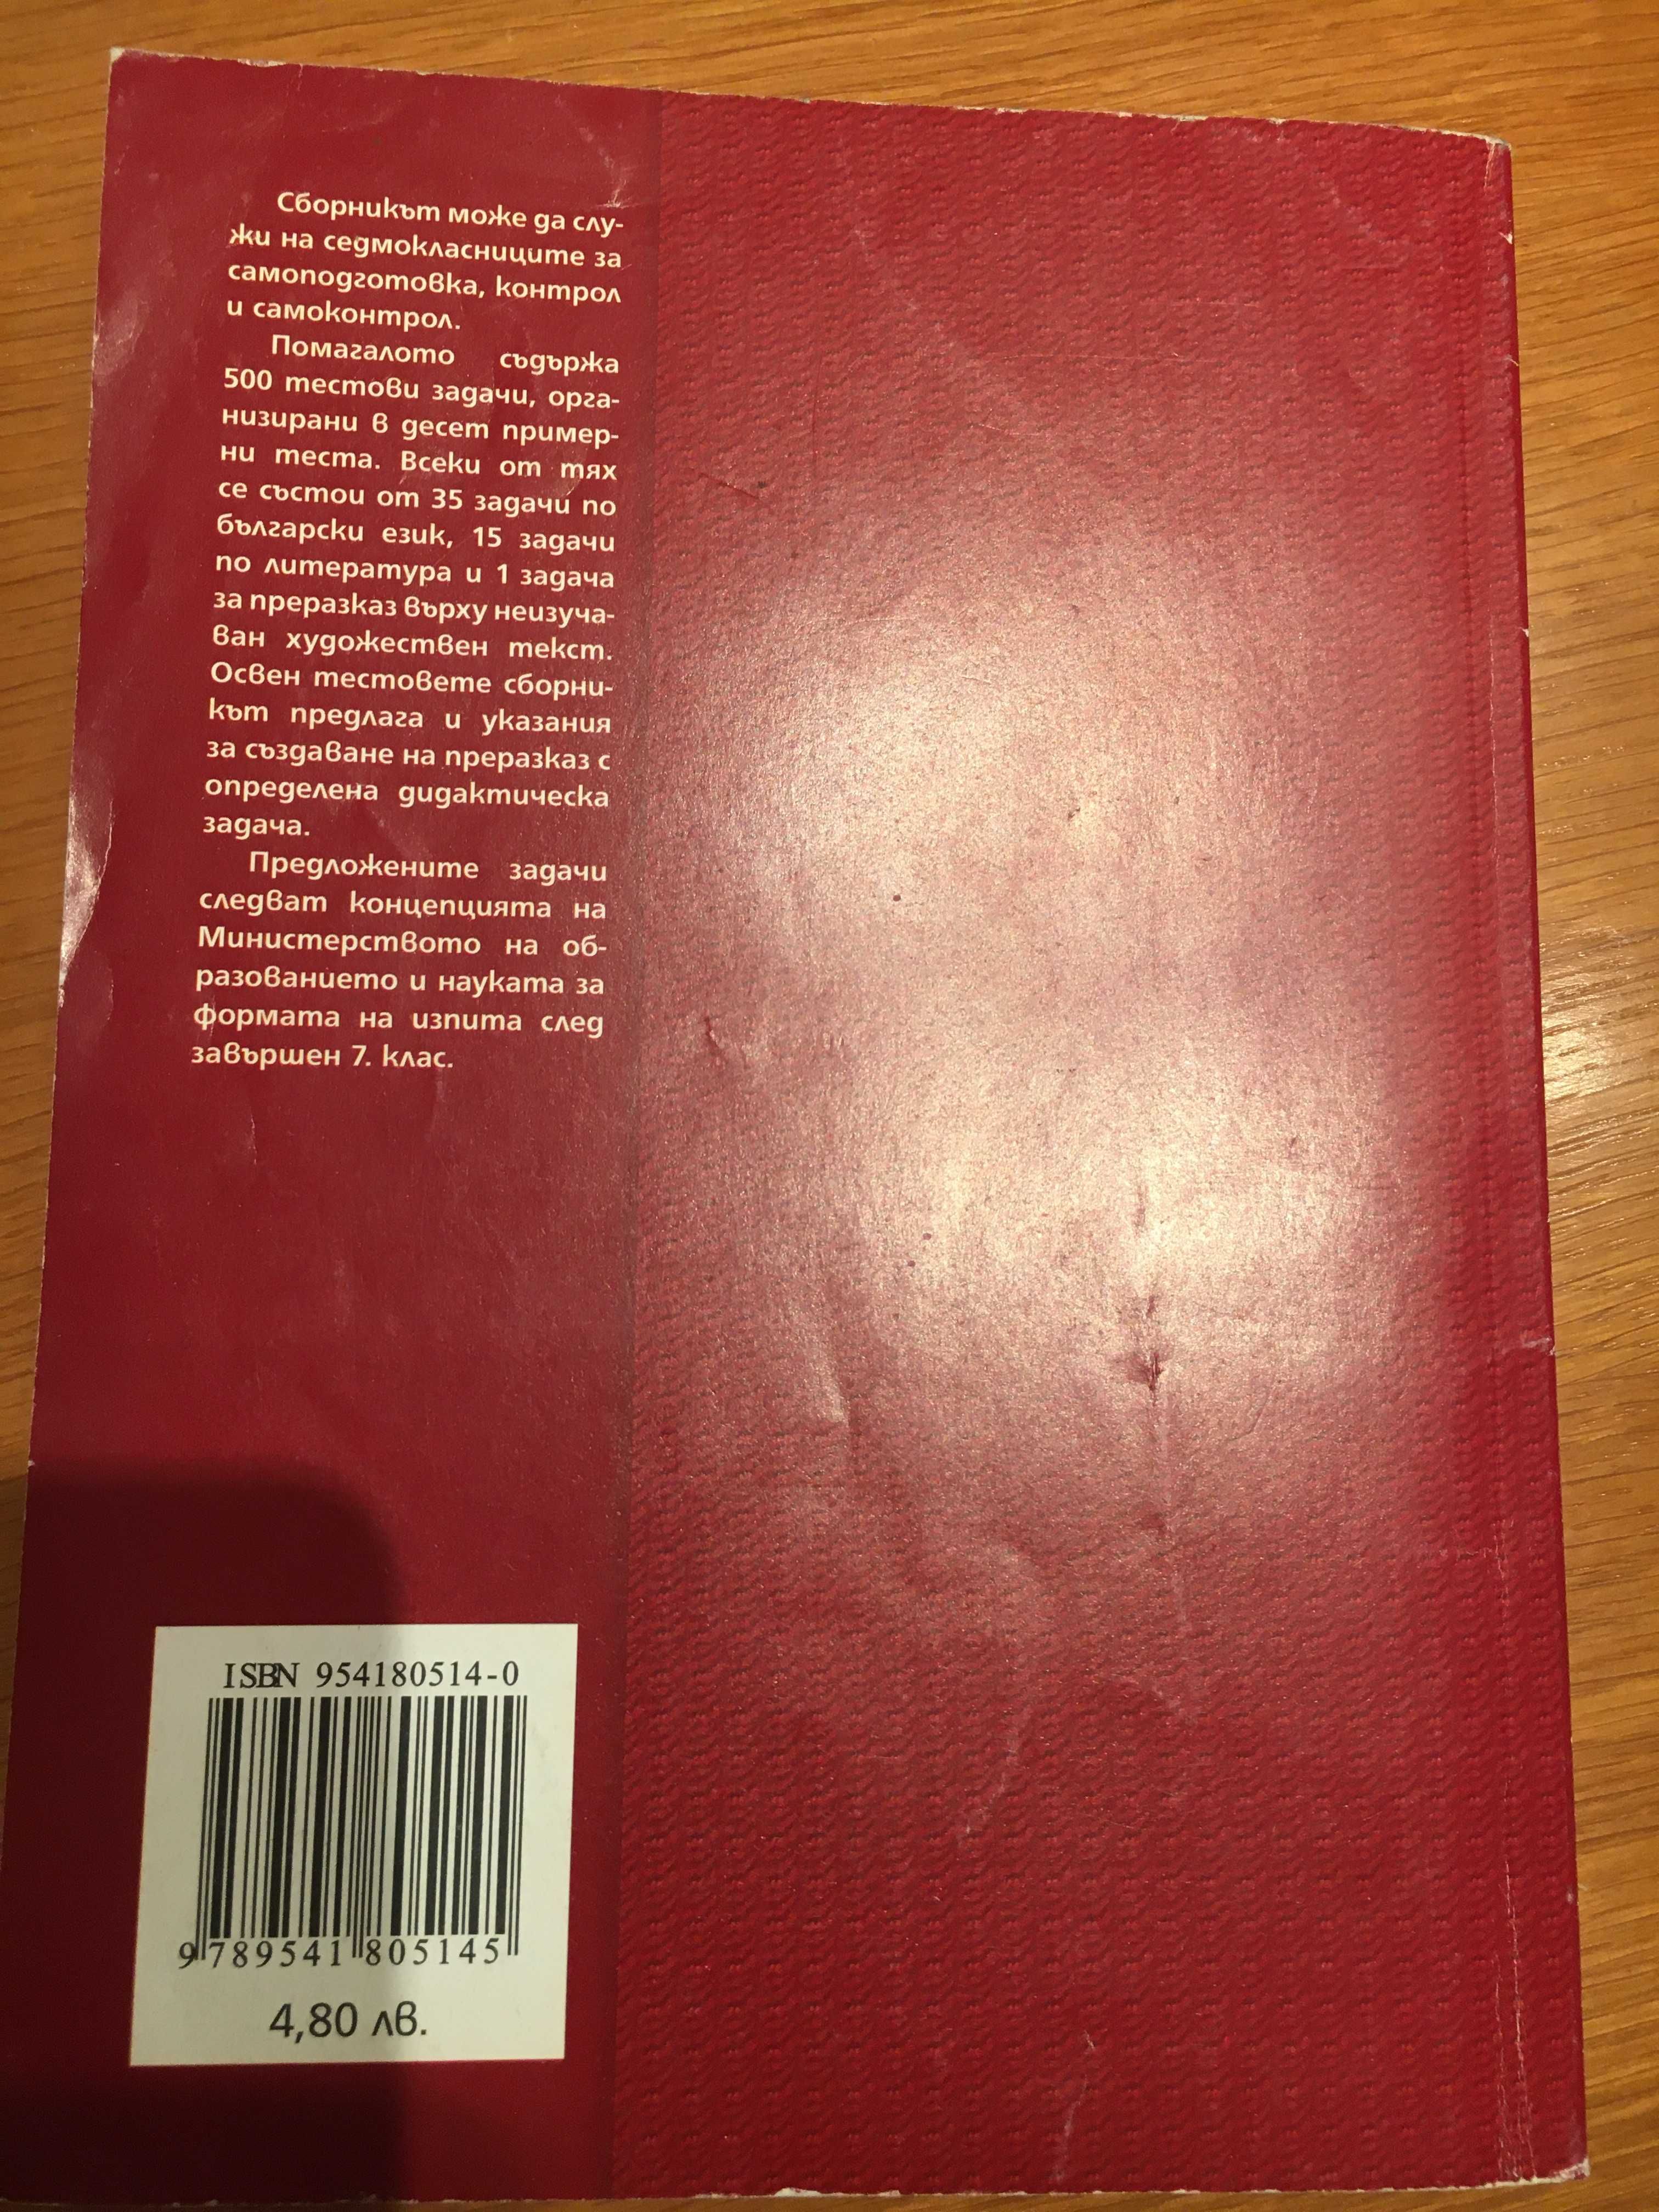 Сборникът може да слу-
жи на седмокласниците за
самоподготовка, контрол
и самоконтрол.
Помагалото съдържа
500 тестови задачи, орга-
низирани в десет пример-
ни теста. Всеки от тях
се състои от 35 задачи по
български език, 15 задачи
по литература и 1 задача
за преразказ върху неизуча-
ван художествен текст.
Освен тестовете сборни-
кът предлага и указания
за създаване на преразказ с
определена дидактическа
задача.
Предложените задачи
следват концепцията на
Министерството на об-
разованието и науката за
формата на изпита след
завършен 7. клас.
ISBN 954180514-0
9 789541 805145
4,80 лв.